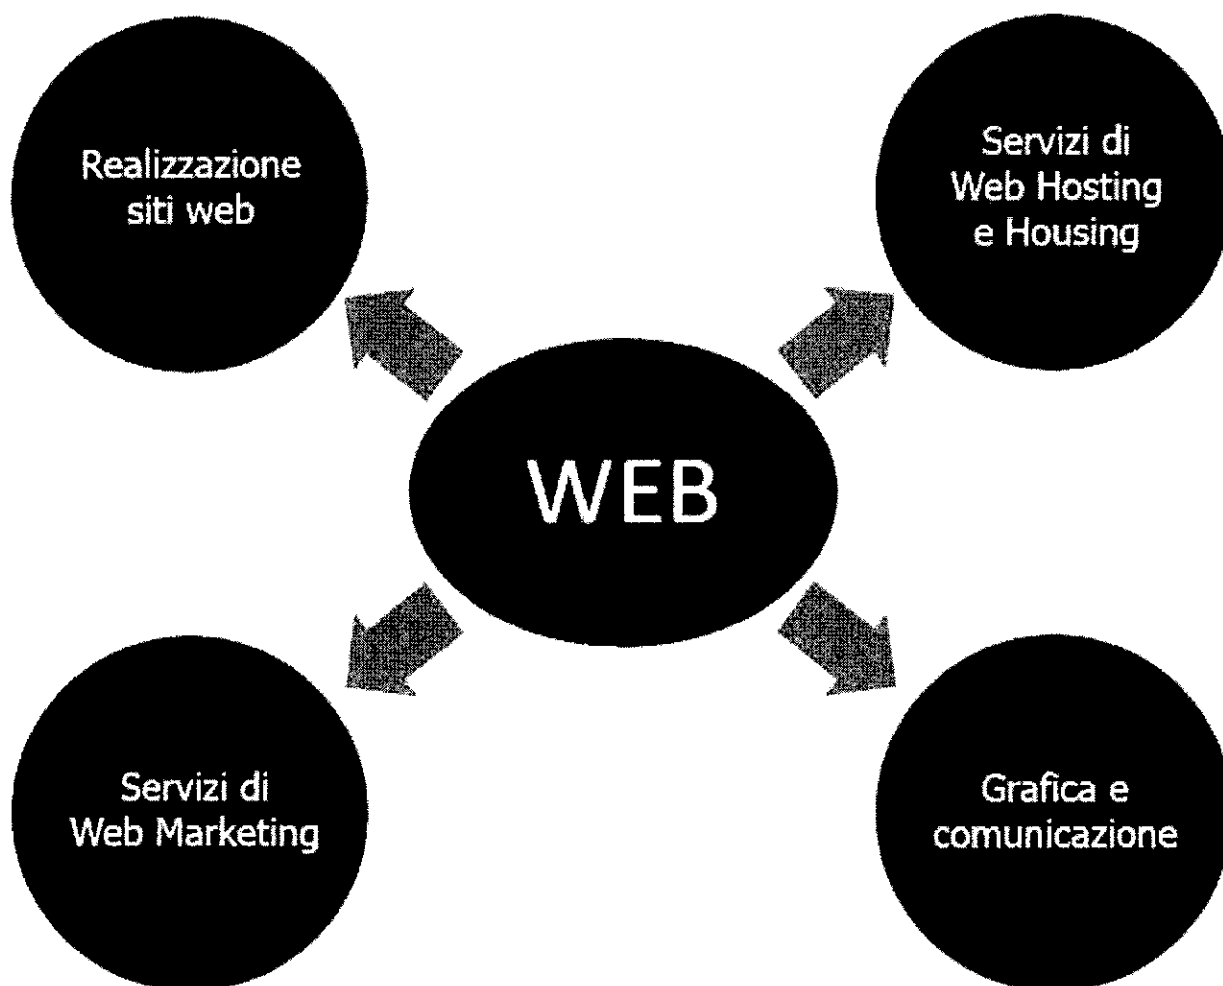 Realizzazione
siti web
Servizi di
Web Hosting
e Housing
WEB
Servizi di
Web Marketing
Grafica e
comunicazione